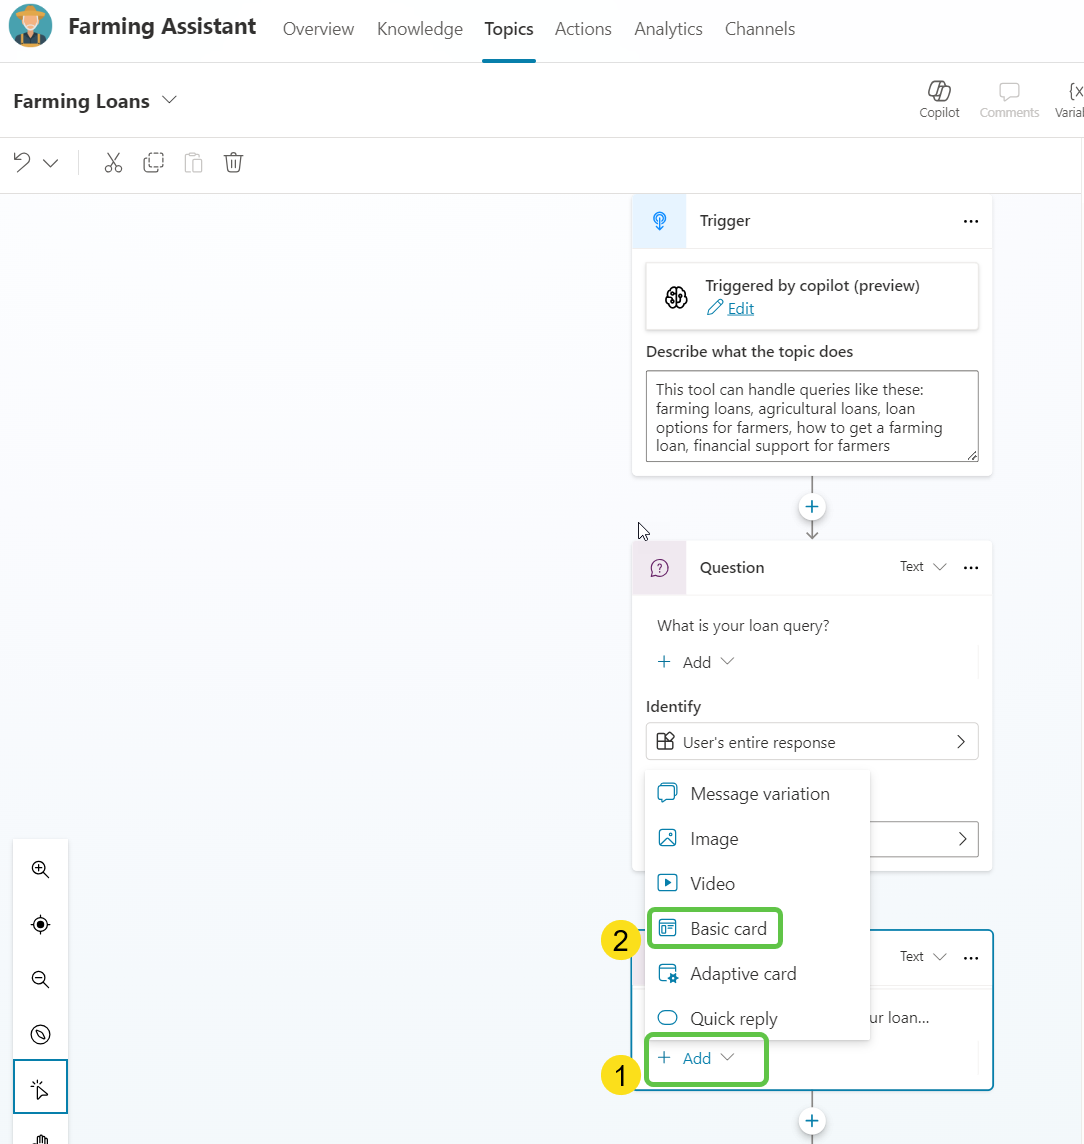 Farming Assistant
Overview
Knowledge
Topics
Actions
Analytics
Channels
Farming Loans
Copilot
Comments
{x
Varial
Trigger
Triggered by copilot (preview)
Edit
Describe what the topic does
This tool can handle queries like these:
farming loans, agricultural loans, loan
options for farmers, how to get a farming
loan, financial support for farmers
Question
Text
What is your loan query?
+ Add
Identify
User's entire response
Message variation
Image
Video
2
Basic card
Text
Adaptive card
Quick reply
ur loan...
1
+ Add